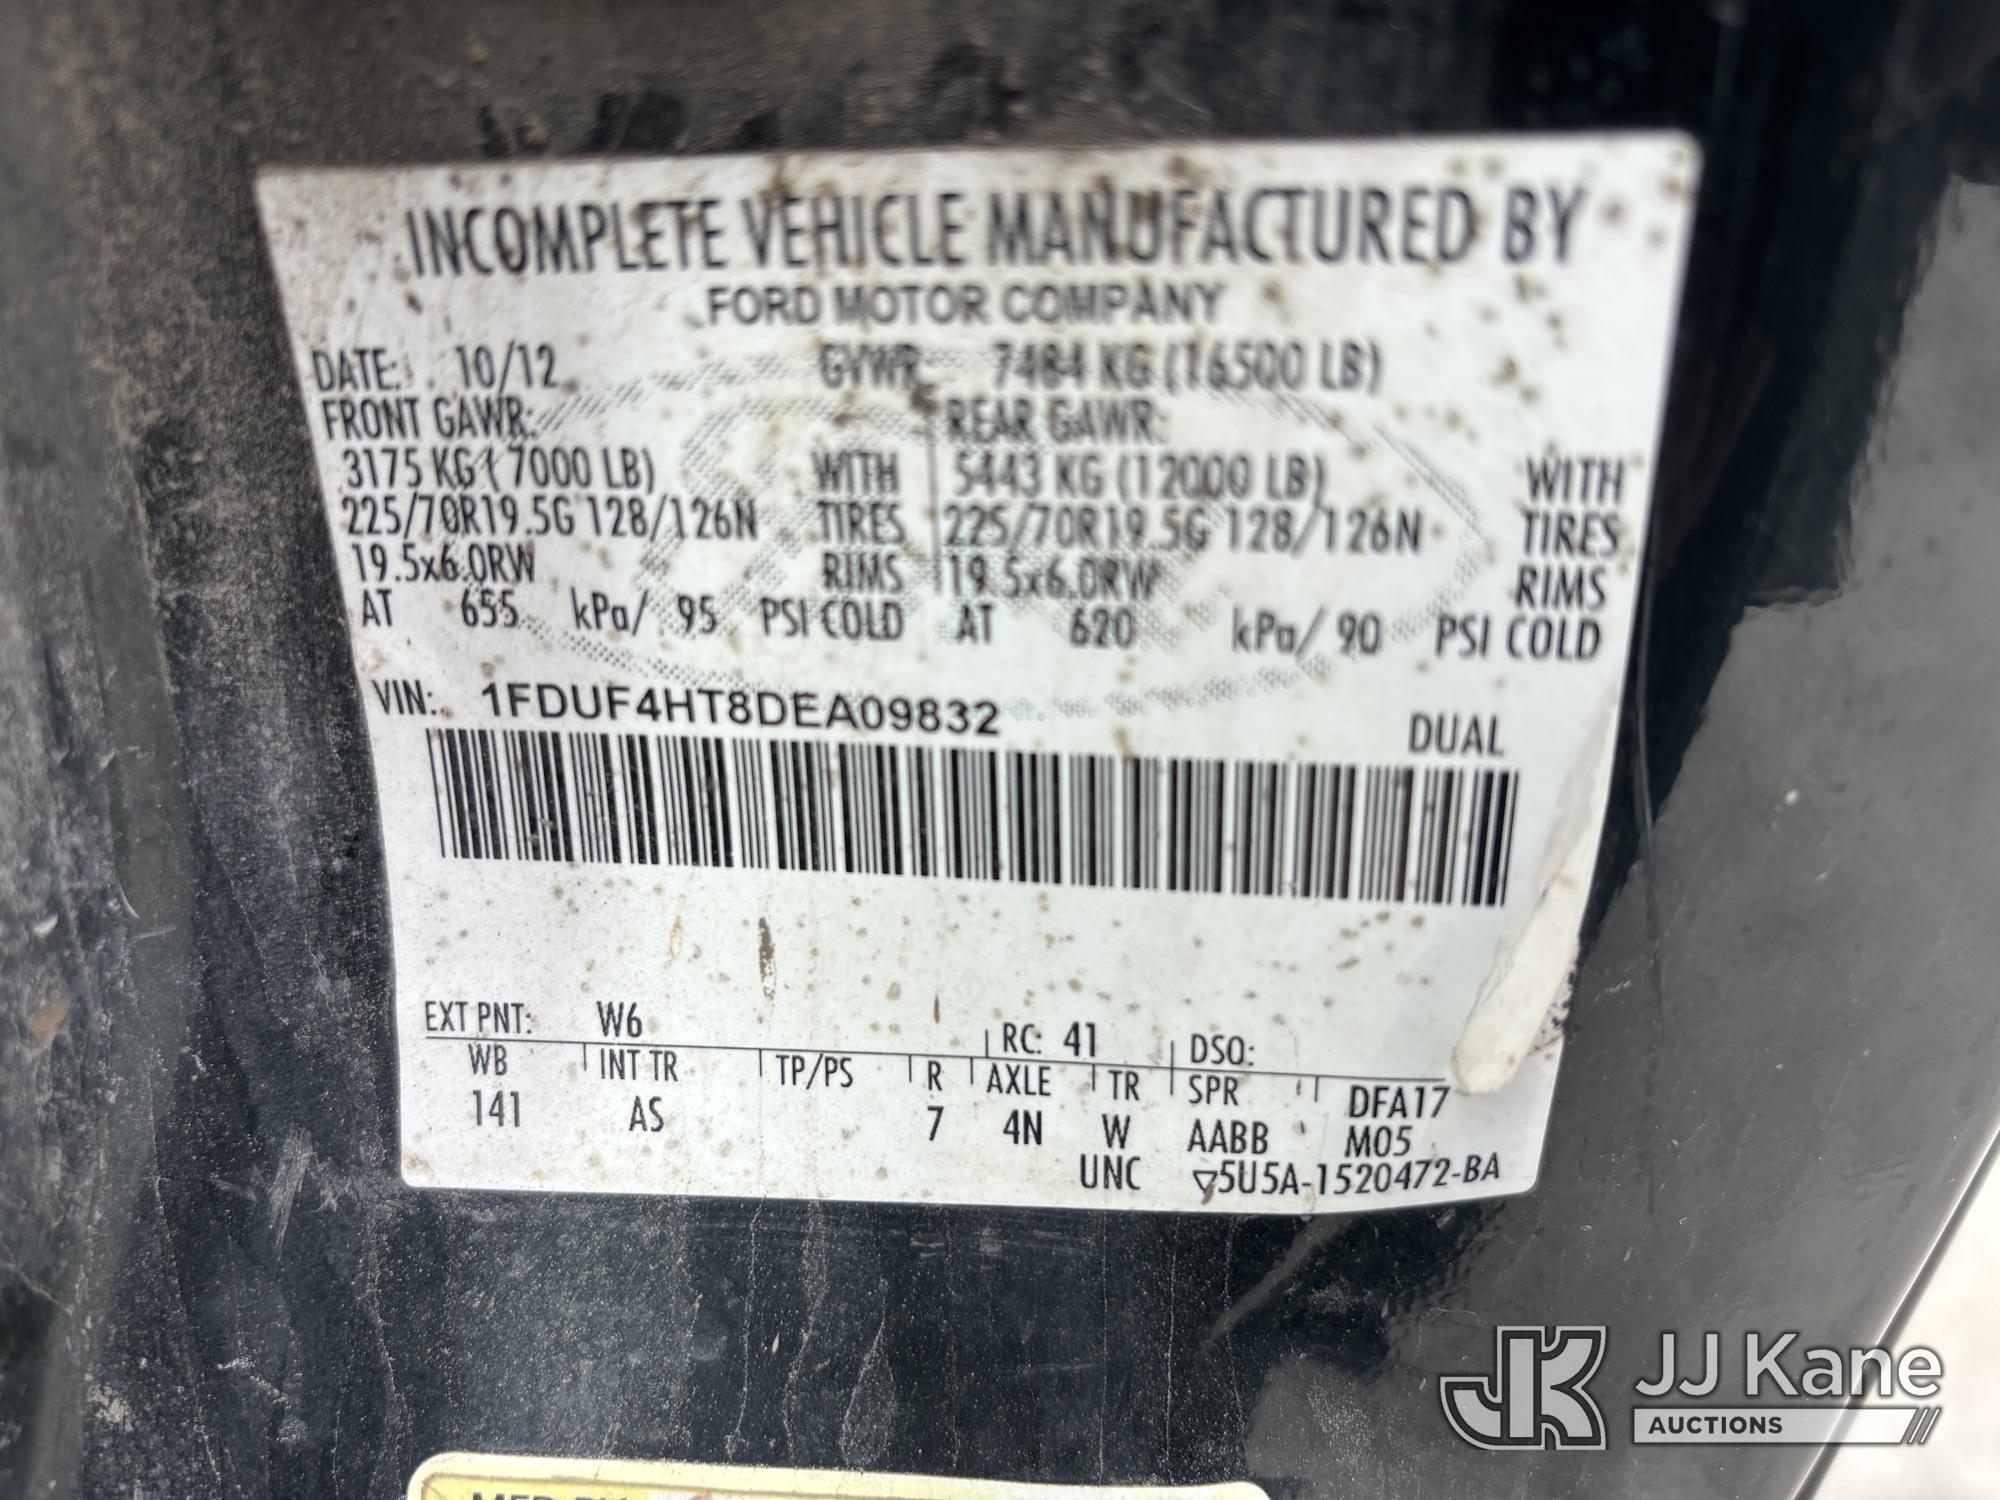 INCOMPLETE VEHICLE MANUFACTURED BY
FORD MOTOR COMPANY
DATE: 10/12 GVWR 7484 KG (16500 LB)
FRONT GAWR: REAR GAWR:
3175 KG (7000 LB) WITH 5443 KG (12000 LB) WITH
225/70R19.5G 128/126N TIRES 225/70R19.5G 128/126N TIRES
19.5x6.0RW RIMS 19.5x6.0RW RIMS
AT 655 kPa/ 95 PSI COLD AT 620 kPa/ 90 PSI COLD
VIN: 1FDUF4HT8DEA09832 DUAL
EXT PNT: W6 RC: 41 DSO:
WB INT TR TP/PS R AXLE TR SPR DFA17
141 AS 7 4N W AABB M05
UNC ▽5U5A-1520472-BA
JJ Kane
AUCTIONS